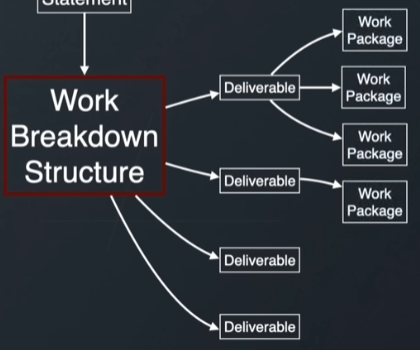 Statement
Work
Breakdown
Structure
Deliverable
Work
Package
Work
Package
Work
Package
Deliverable
Work
Package
Deliverable
Deliverable